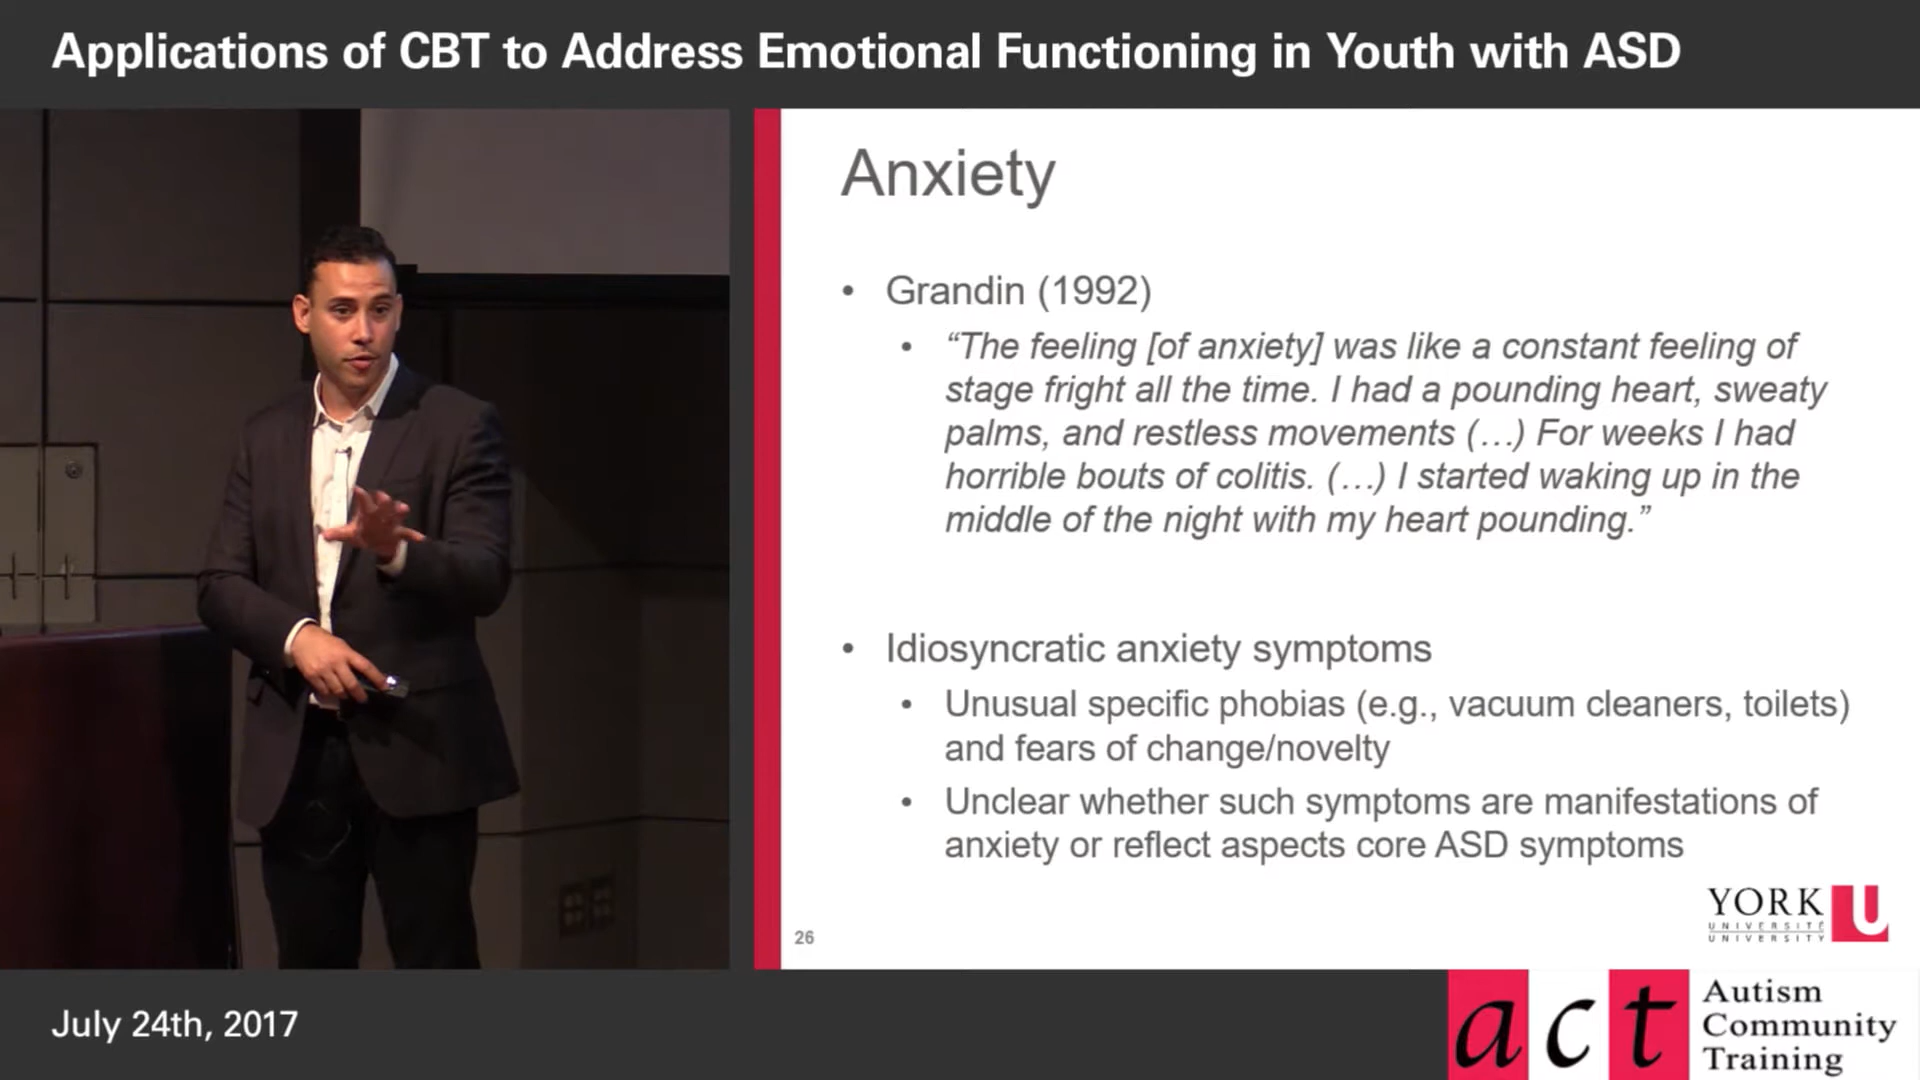 Applications of CBT to Address Emotional Functioning in Youth with ASD
Anxiety
• Grandin (1992)
• “The feeling [of anxiety] was like a constant feeling of
stage fright all the time. I had a pounding heart, sweaty
palms, and restless movements (…) For weeks I had
horrible bouts of colitis. (…) I started waking up in the
middle of the night with my heart pounding.”
• Idiosyncratic anxiety symptoms
• Unusual specific phobias (e.g., vacuum cleaners, toilets)
and fears of change/novelty
• Unclear whether such symptoms are manifestations of
anxiety or reflect aspects core ASD symptoms
YORK U
UNIVERSITÉ
UNIVERSITY
26
July 24th, 2017
act
Autism
Community
Training